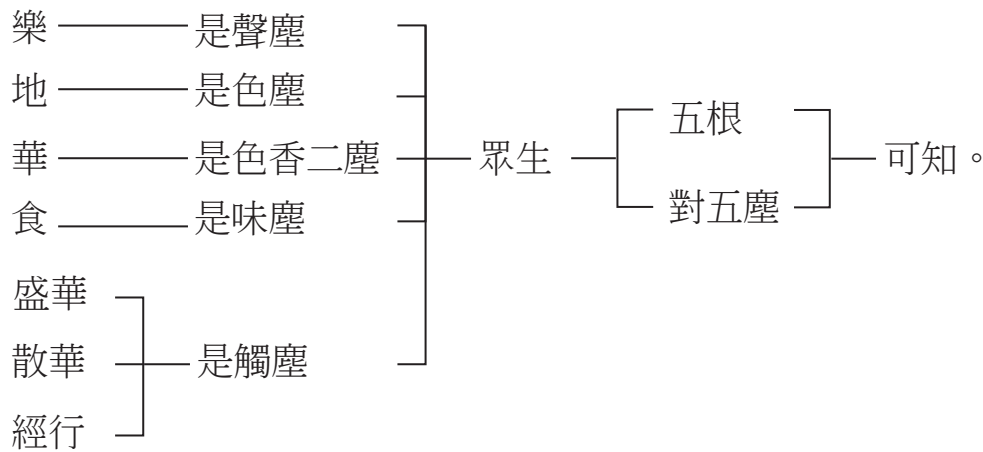 樂 是聲塵
地 是色塵
華 是色香二塵
食 是味塵
盛華
散華
經行
是觸塵
眾生
五根
對五塵
可知。